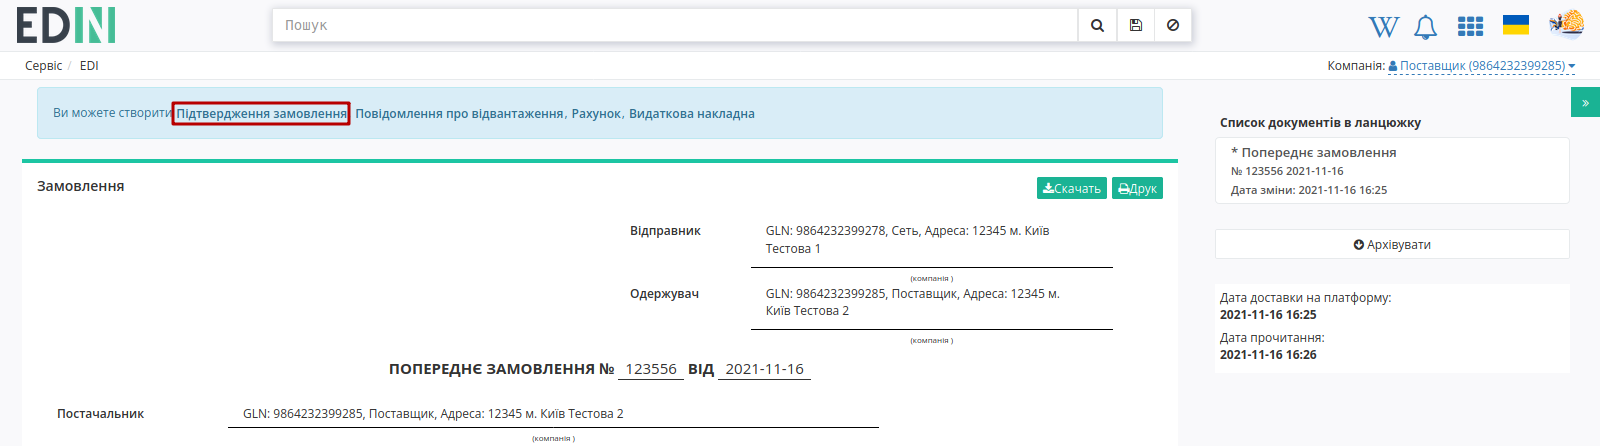 EDIN
Пошук
Сервіс / EDI
Компанія: Поставщик (9864232399285)
Ви можете створити Підтвердження замовлення, Повідомлення про відвантаження, Рахунок, Видаткова накладна
»
Список документів в ланцюжку
* Попереднє замовлення
№ 123556 2021-11-16
Дата зміни: 2021-11-16 16:25
Архівувати
Дата доставки на платформу:
2021-11-16 16:25
Дата прочитання:
2021-11-16 16:26
Замовлення
Скачать Друк
Відправник GLN: 9864232399278, Сеть, Адреса: 12345 м. Київ
Тестова 1
(компанія )
Одержувач GLN: 9864232399285, Поставщик, Адреса: 12345 м.
Київ Тестова 2
(компанія )
ПОПЕРЕДНЄ ЗАМОВЛЕННЯ № 123556 ВІД 2021-11-16
Постачальник GLN: 9864232399285, Поставщик, Адреса: 12345 м. Київ Тестова 2
(компанія )